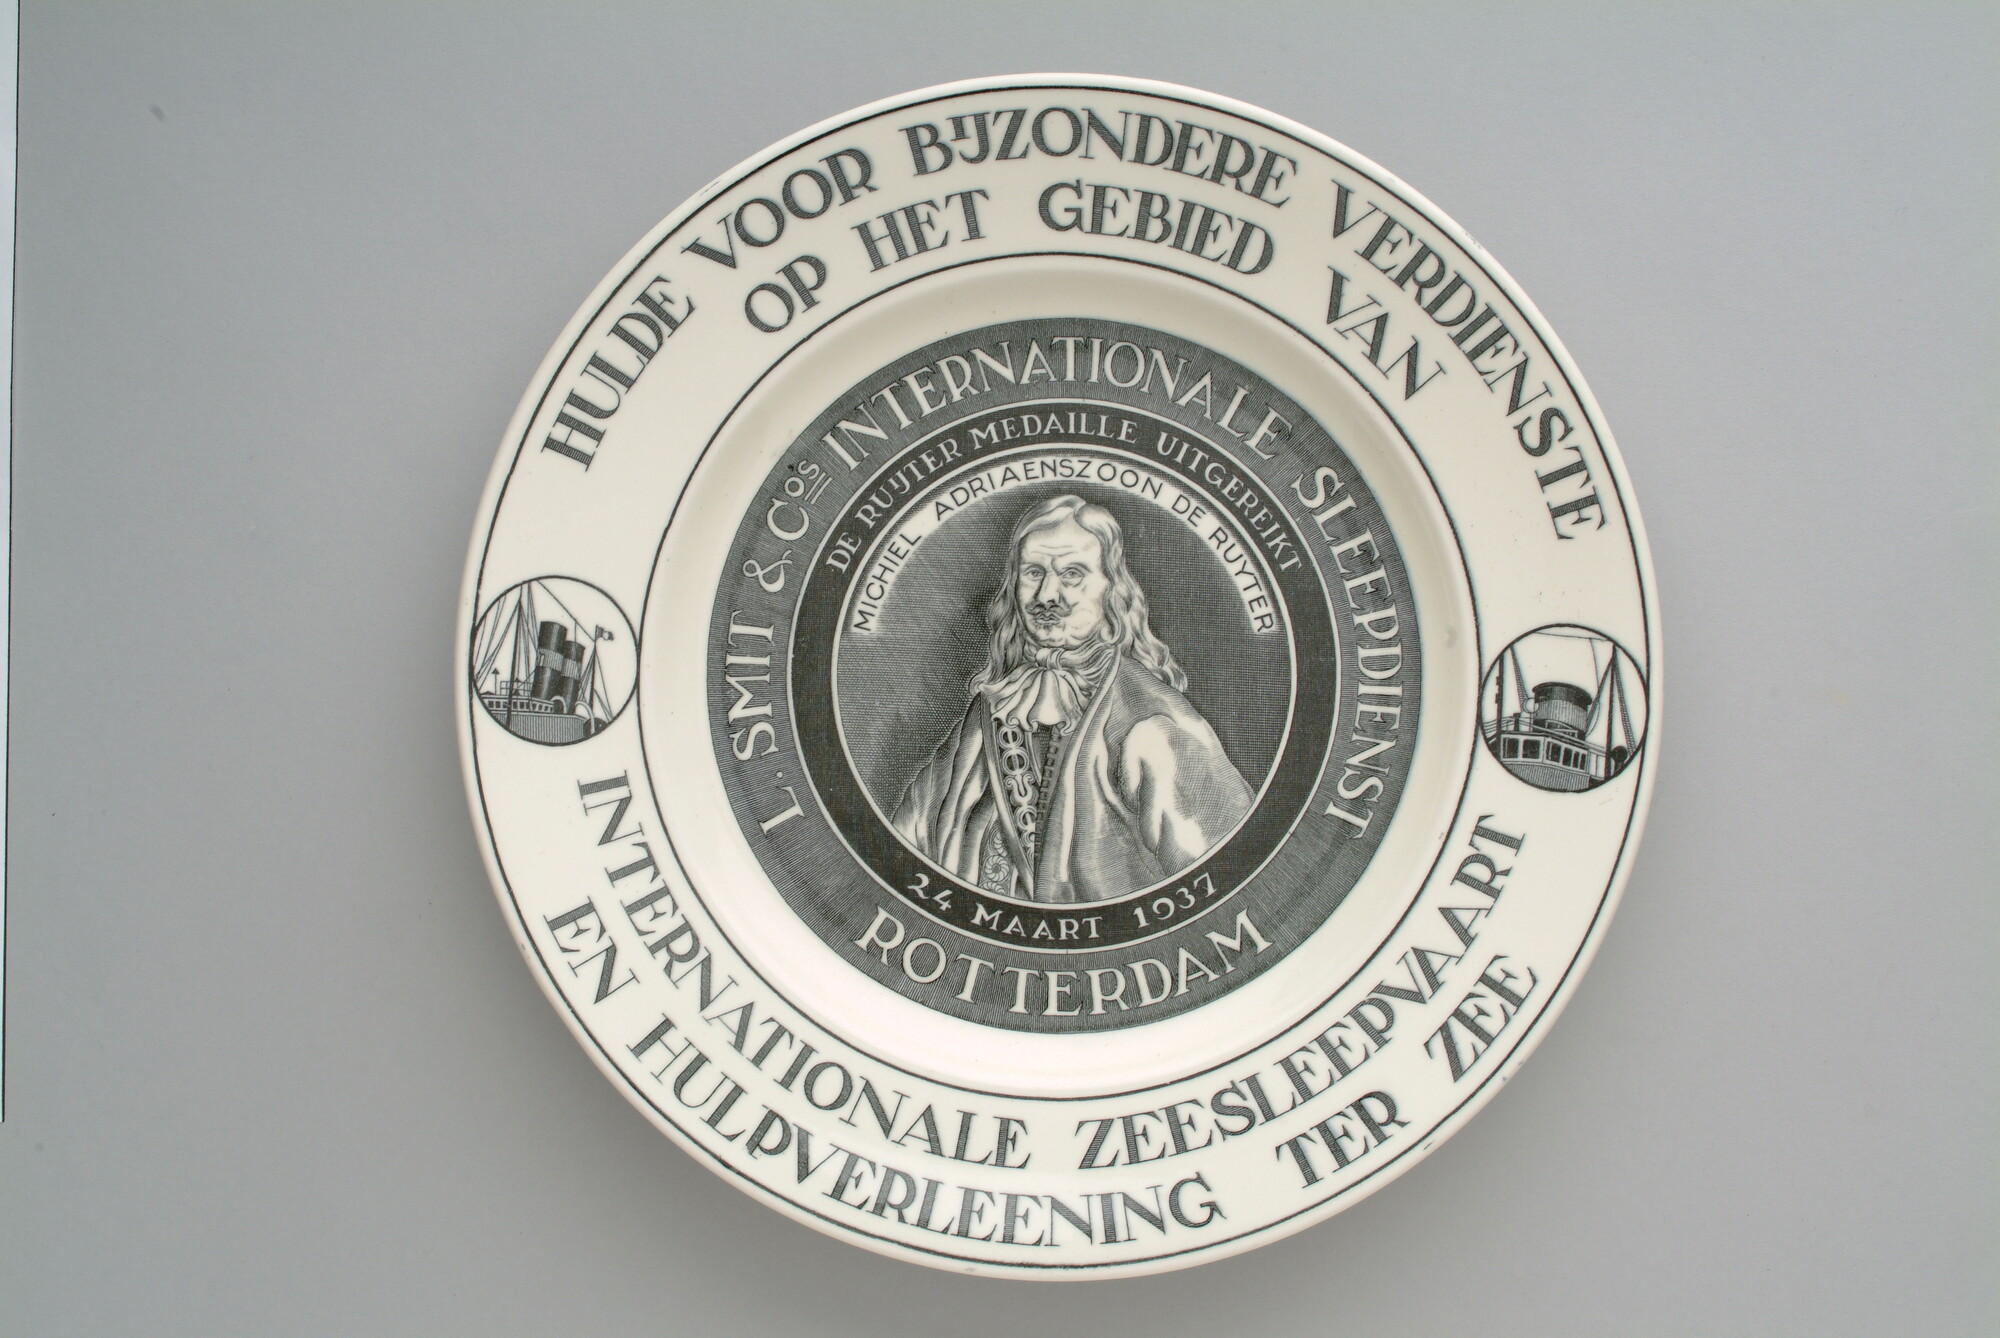 HULDE VOOR BIJZONDERE VERDIENSTE
OP HET GEBIED VAN
INTERNATIONALE ZEESLEEPVAART
EN HULPVERLEENING TER ZEE
L. SMIT & Co's INTERNATIONALE SLEEPDIENST
ROTTERDAM
DE RUIJTER MEDAILLE UITGEREIKT
24 MAART 1937
MICHIEL ADRIAENSZOON DE RUYTER